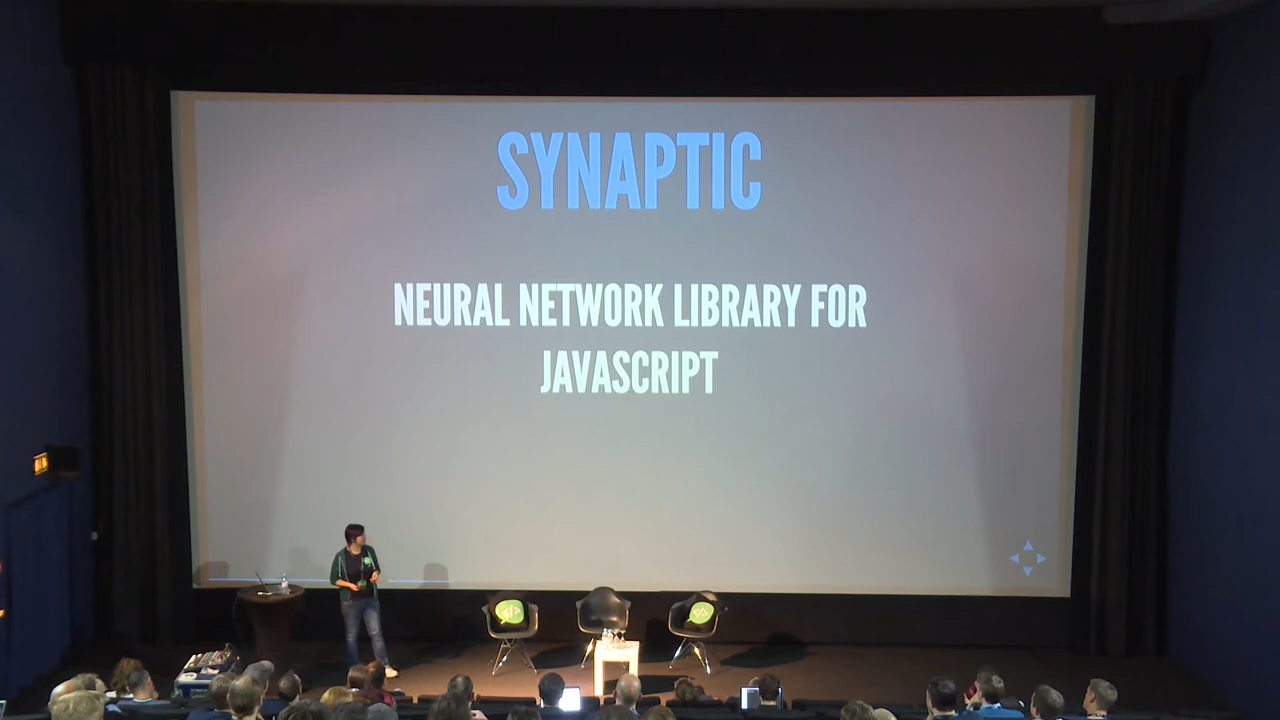 SYNAPTIC
NEURAL NETWORK LIBRARY FOR
JAVASCRIPT
</>
</>